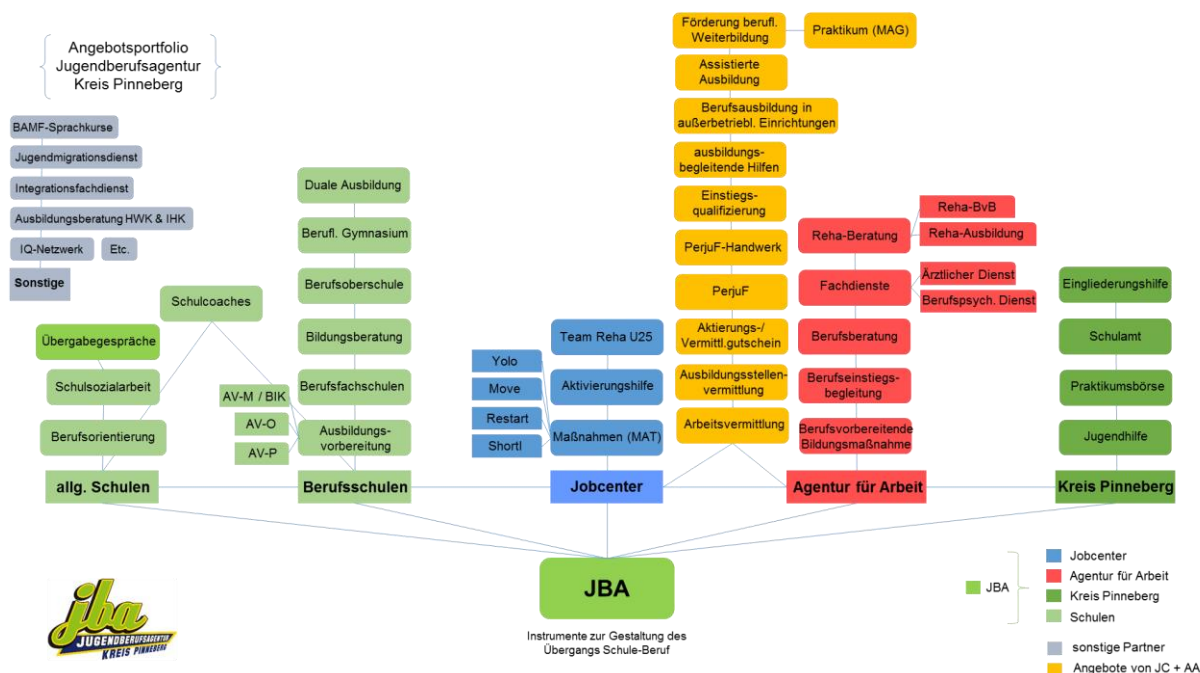 Angebotsportfolio
Jugendberufsagentur
Kreis Pinneberg
BAMF-Sprachkurse
Jugendmigrationsdienst
Integrationsfachdienst
Ausbildungsberatung HWK & IHK
IQ-Netzwerk
Etc.
Sonstige
Schulcoaches
Übergabegespräche
Schulsozialarbeit
Berufsorientierung
allg. Schulen
Duale Ausbildung
Berufl. Gymnasium
Berufsoberschule
Bildungsberatung
Berufsfachschulen
AV-M / BIK
AV-O
AV-P
Ausbildungs-
vorbereitung
Berufsschulen
Team Reha U25
Yolo
Move
Restart
Shortl
Aktivierungshilfe
Maßnahmen (MAT)
Jobcenter
Förderung berufl.
Weiterbildung
Praktikum (MAG)
Assistierte
Ausbildung
Berufsausbildung in
außerbetriebl. Einrichtungen
ausbildungs-
begleitende Hilfen
Einstiegs-
qualifizierung
PerjuF-Handwerk
PerjuF
Aktierungs-/
Vermittl.gutschein
Ausbildungsstellen-
vermittlung
Arbeitsvermittlung
Reha-Beratung
Reha-BvB
Reha-Ausbildung
Fachdienste
Ärztlicher Dienst
Berufspsych. Dienst
Berufsberatung
Berufseinstiegs-
begleitung
Berufsvorbereitende
Bildungsmaßnahme
Agentur für Arbeit
Eingliederungshilfe
Schulamt
Praktikumsbörse
Jugendhilfe
Kreis Pinneberg
JBA
Instrumente zur Gestaltung des
Übergangs Schule-Beruf
jba
JUGENDBERUFSAGENTUR
KREIS PINNEBERG
JBA
Jobcenter
Agentur für Arbeit
Kreis Pinneberg
Schulen
sonstige Partner
Angebote von JC + AA